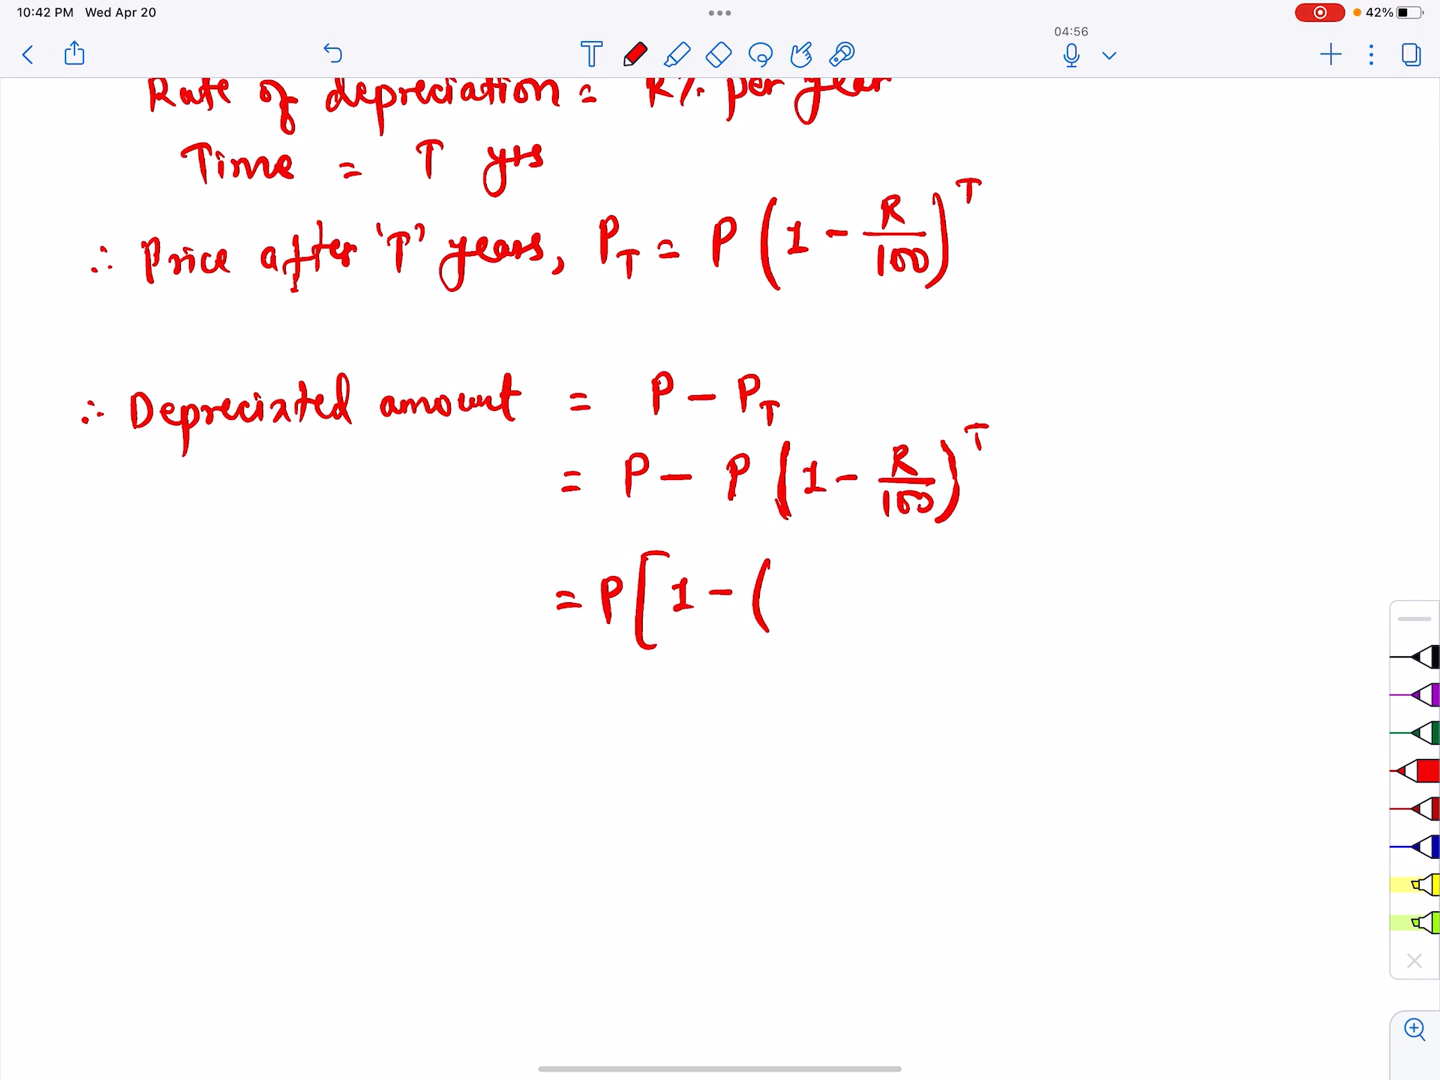 10:42 PM Wed Apr 20
42%
04:56
T
Rate of depreciation = R% per year
Time = T yrs
∴ Price after 'T' years, P_T = P (1 - R/100)^T
∴ Depreciated amount = P - P_T
= P - P (1 - R/100)^T
= P [ 1 - (